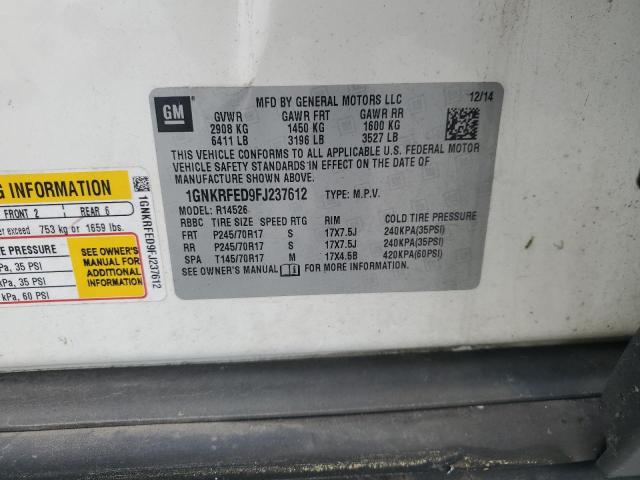 GM
MFD BY GENERAL MOTORS LLC 12/14
GVWR GAWR FRT GAWR RR
2908 KG 1450 KG 1600 KG
6411 LB 3196 LB 3527 LB
THIS VEHICLE CONFORMS TO ALL APPLICABLE U.S. FEDERAL MOTOR
VEHICLE SAFETY STANDARDS IN EFFECT ON THE DATE OF
MANUFACTURE SHOWN ABOVE.
1GNKRFED9FJ237612 TYPE: M.P.V.
MODEL: R14526
RBBC TIRE SIZE SPEED RTG RIM COLD TIRE PRESSURE
FRT P245/70R17 S 17X7.5J 240KPA(35PSI)
RR P245/70R17 S 17X7.5J 240KPA(35PSI)
SPA T145/70R17 M 17X4.5B 420KPA(60PSI)
SEE OWNER'S MANUAL FOR MORE INFORMATION.
G INFORMATION
FRONT 2 REAR 6
exceed 753 kg or 1659 lbs.
E PRESSURE
Pa, 35 PSI
kPa, 35 PSI
kPa, 60 PSI
SEE OWNER'S
MANUAL FOR
ADDITIONAL
INFORMATION
1GNKRFED9FJ237612